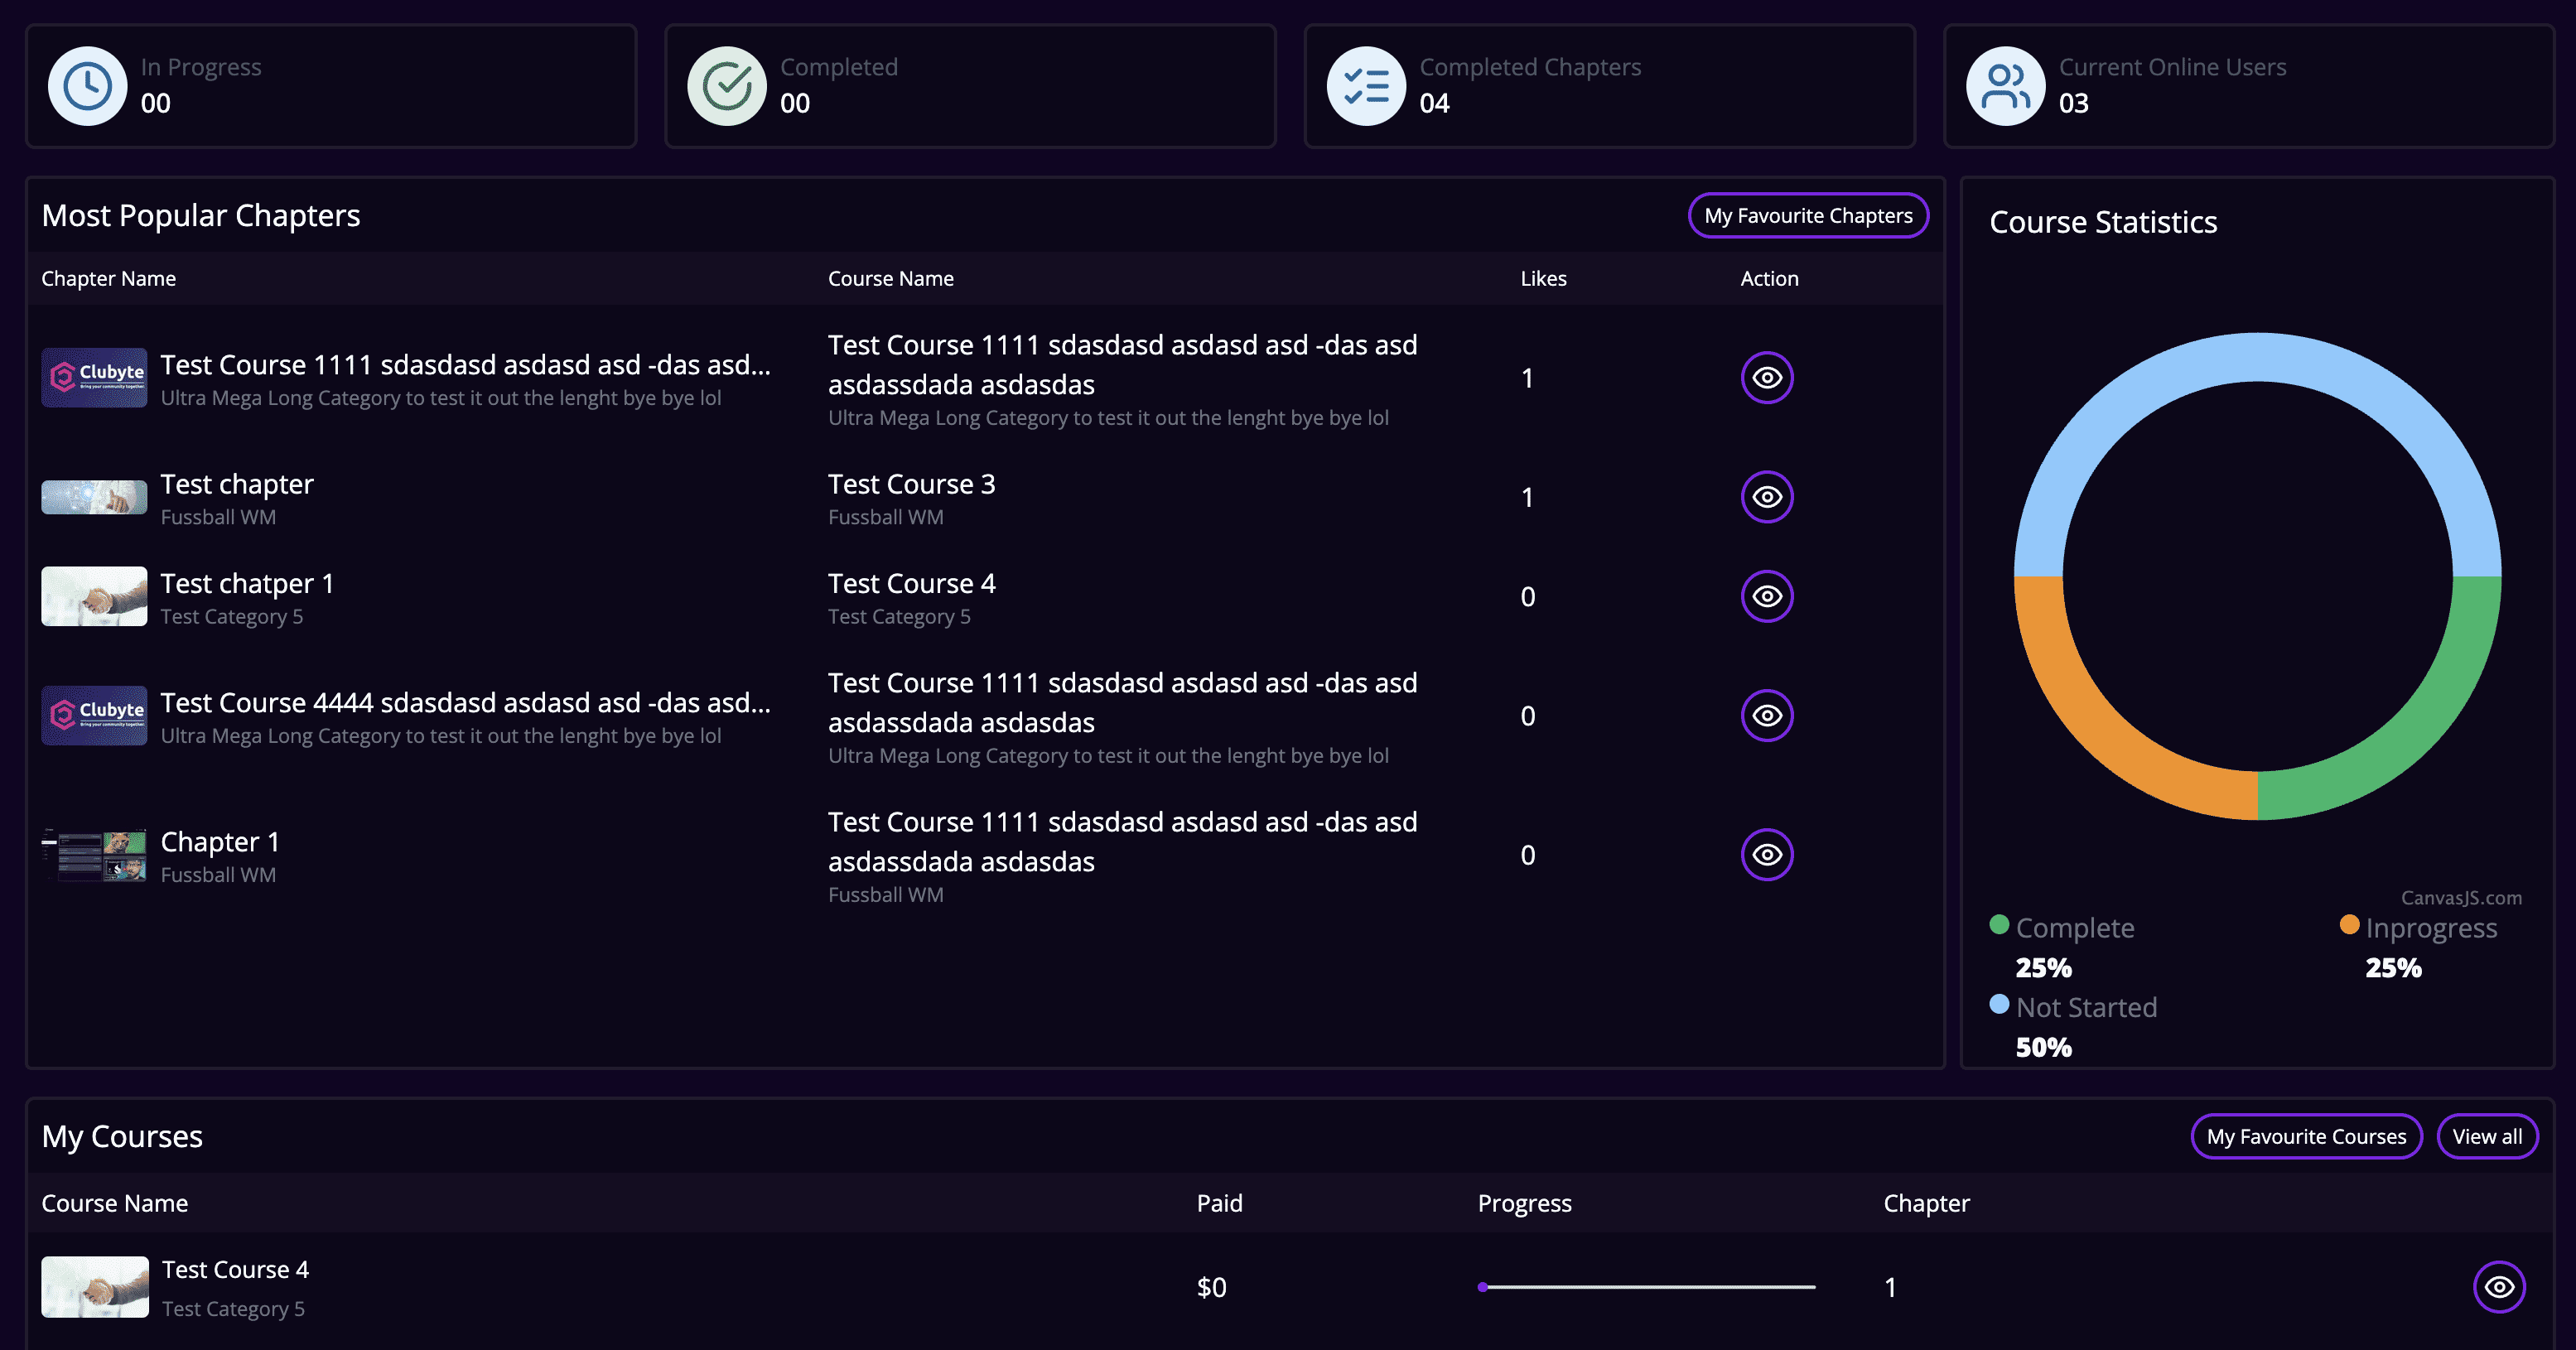 In Progress
00
Completed
00
Completed Chapters
04
Current Online Users
03
Most Popular Chapters
My Favourite Chapters
Chapter Name
Course Name
Likes
Action
Clubyte
Bring your community together.
Test Course 1111 sdasdasd asdasd asd -das asd...
Ultra Mega Long Category to test it out the lenght bye bye lol
Test Course 1111 sdasdasd asdasd asd -das asd
asdassdada asdasdas
Ultra Mega Long Category to test it out the lenght bye bye lol
1
Test chapter
Fussball WM
Test Course 3
Fussball WM
1
Test chatper 1
Test Category 5
Test Course 4
Test Category 5
0
Clubyte
Bring your community together.
Test Course 4444 sdasdasd asdasd asd -das asd...
Ultra Mega Long Category to test it out the lenght bye bye lol
Test Course 1111 sdasdasd asdasd asd -das asd
asdassdada asdasdas
Ultra Mega Long Category to test it out the lenght bye bye lol
0
Chapter 1
Fussball WM
Test Course 1111 sdasdasd asdasd asd -das asd
asdassdada asdasdas
Fussball WM
0
Course Statistics
CanvasJS.com
Complete
25%
Inprogress
25%
Not Started
50%
My Courses
My Favourite Courses
View all
Course Name
Paid
Progress
Chapter
Test Course 4
Test Category 5
$0
1